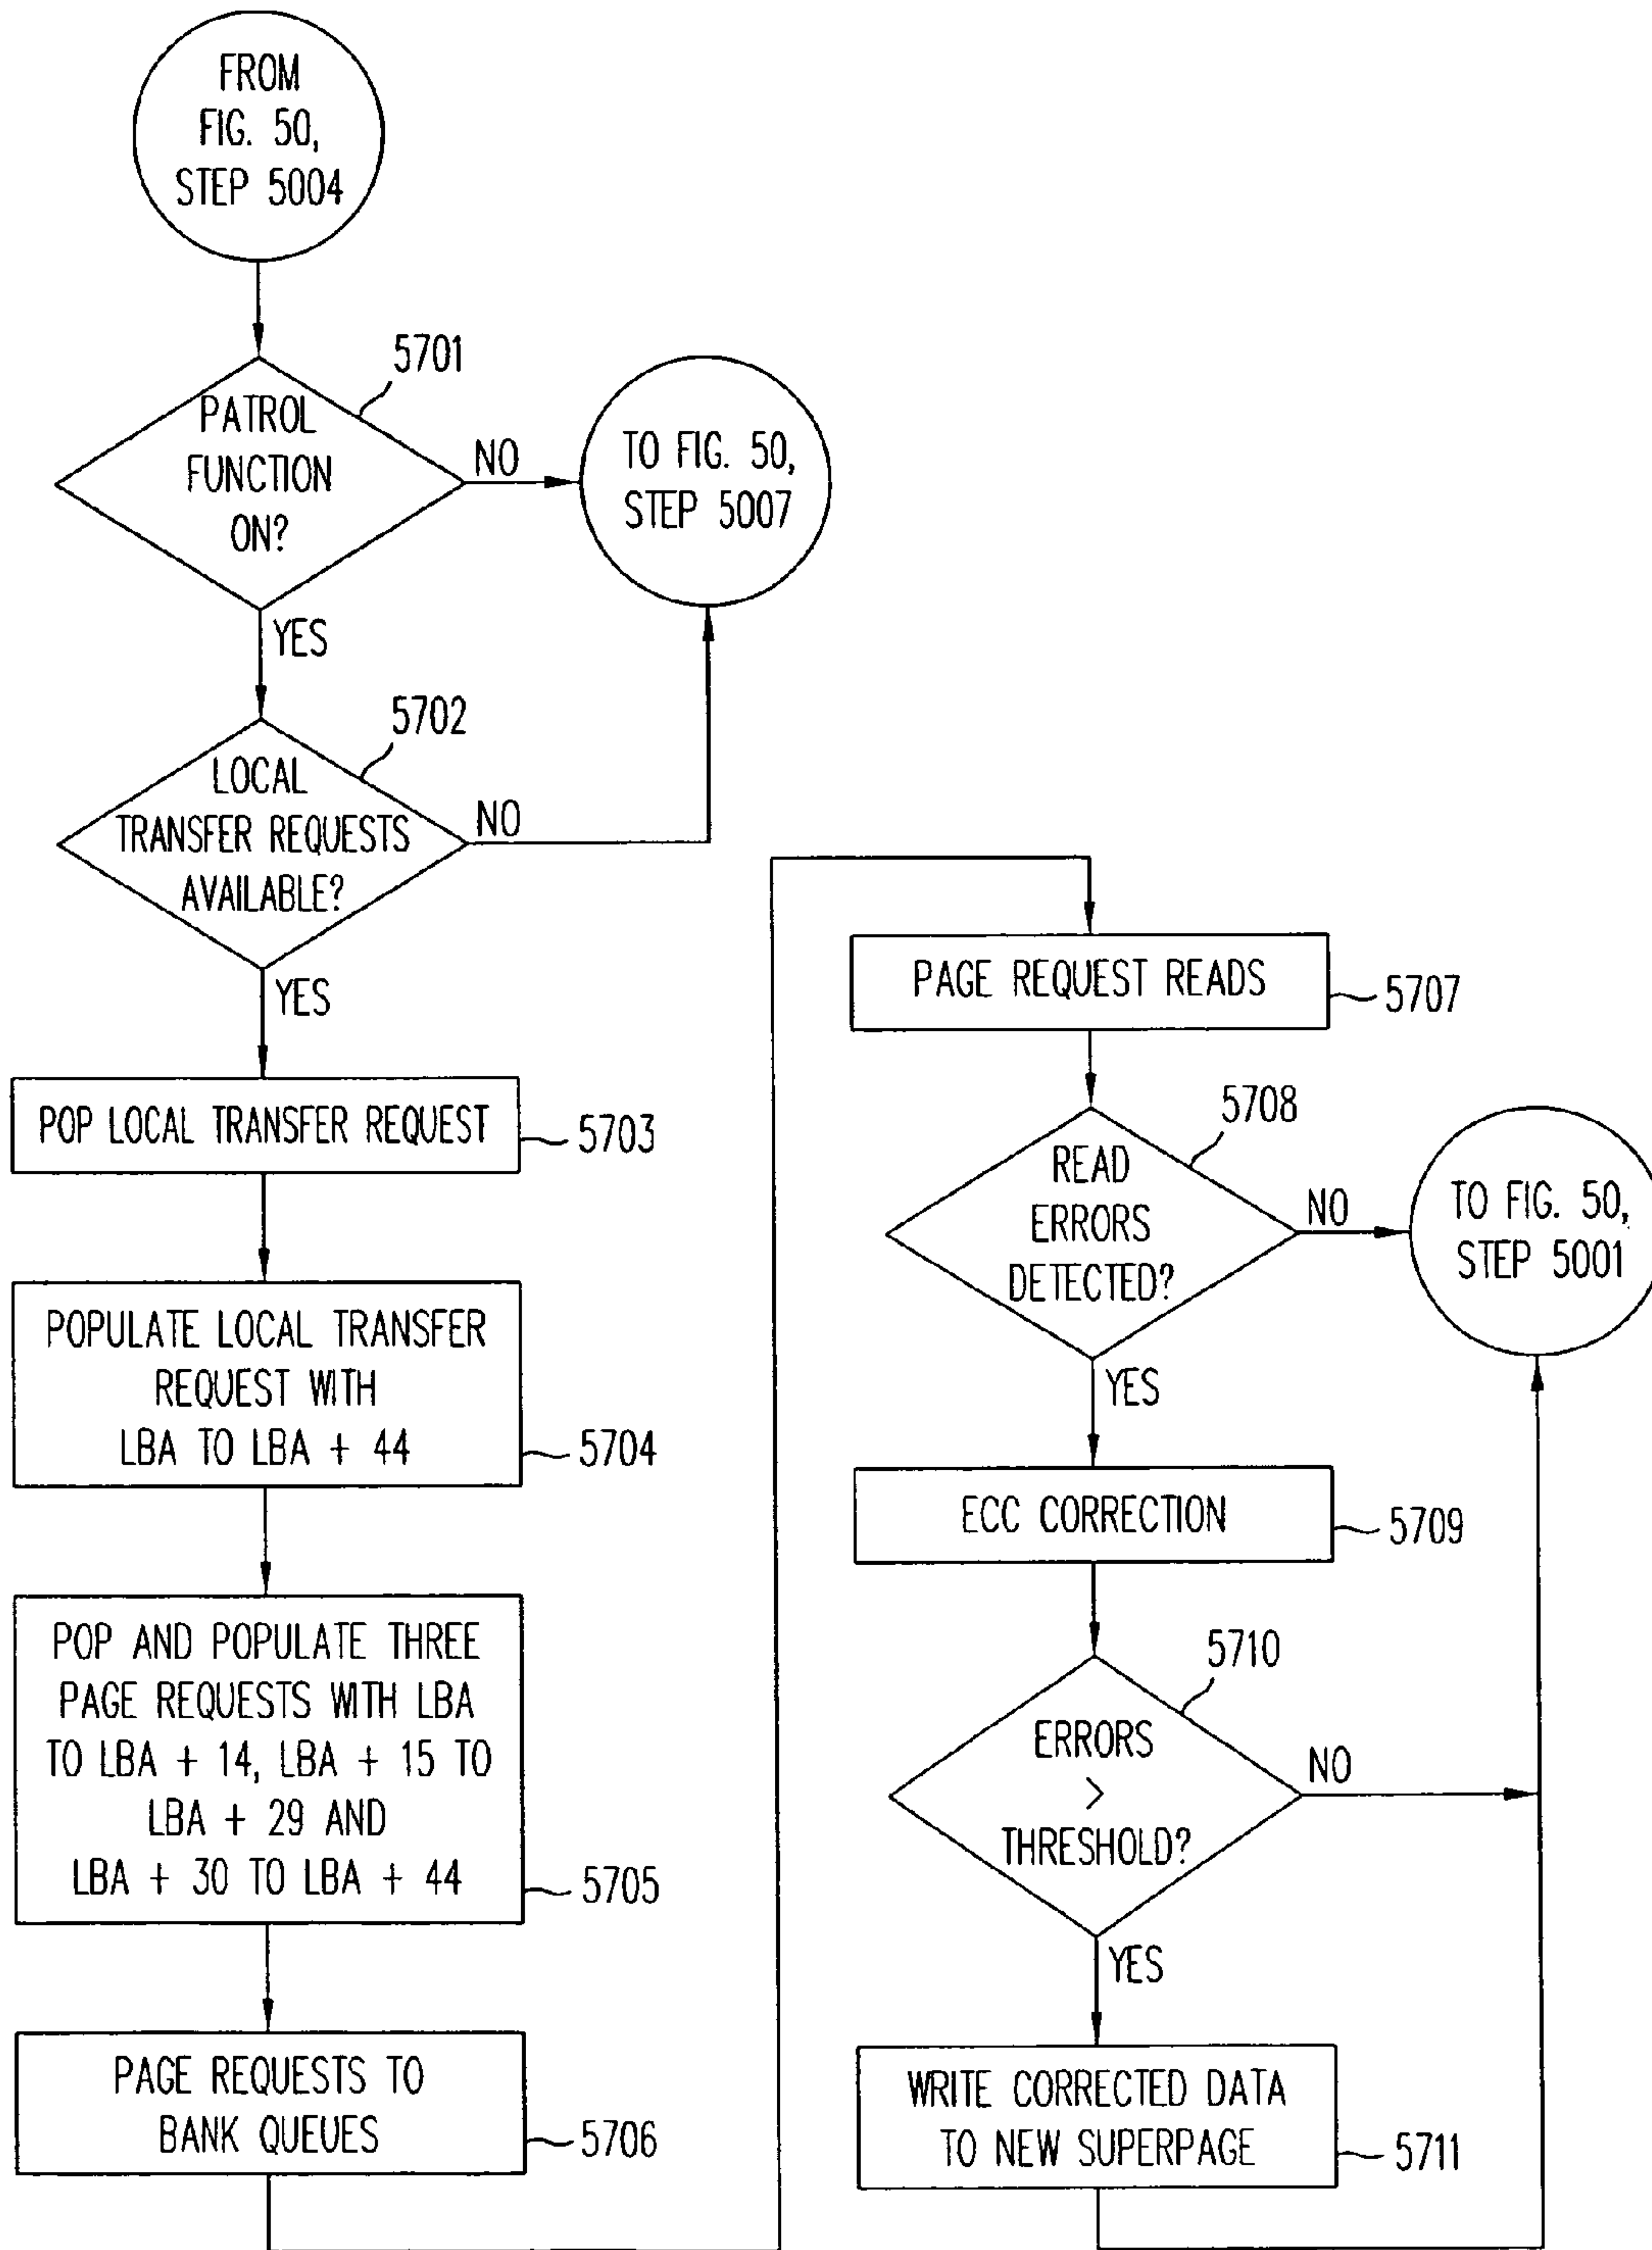 FROM
FIG. 50,
STEP 5004
5701
PATROL
FUNCTION
ON?
NO
TO FIG. 50,
STEP 5007
YES
5702
LOCAL
TRANSFER REQUESTS
AVAILABLE?
NO
YES
POP LOCAL TRANSFER REQUEST
5703
POPULATE LOCAL TRANSFER
REQUEST WITH
LBA TO LBA + 44
5704
POP AND POPULATE THREE
PAGE REQUESTS WITH LBA
TO LBA + 14, LBA + 15 TO
LBA + 29 AND
LBA + 30 TO LBA + 44
5705
PAGE REQUESTS TO
BANK QUEUES
5706
PAGE REQUEST READS
5707
5708
READ
ERRORS
DETECTED?
NO
TO FIG. 50,
STEP 5001
YES
ECC CORRECTION
5709
5710
ERRORS
>
THRESHOLD?
NO
YES
WRITE CORRECTED DATA
TO NEW SUPERPAGE
5711